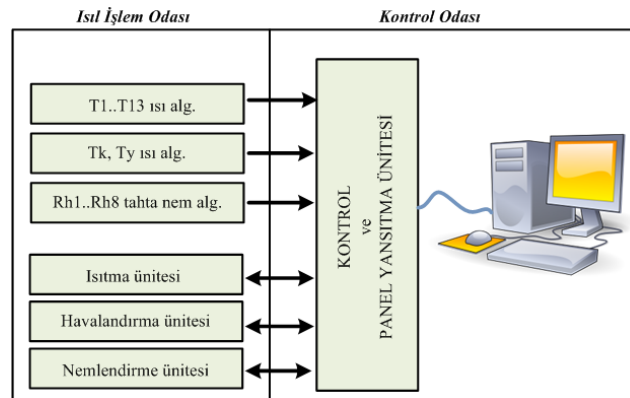 Isıl İşlem Odası
Kontrol Odası
T1..T13 ısı alg.
Tk, Ty ısı alg.
Rh1..Rh8 tahta nem alg.
Isıtma ünitesi
Havalandırma ünitesi
Nemlendirme ünitesi
KONTROL
ve
PANEL YANSITMA ÜNİTESİ